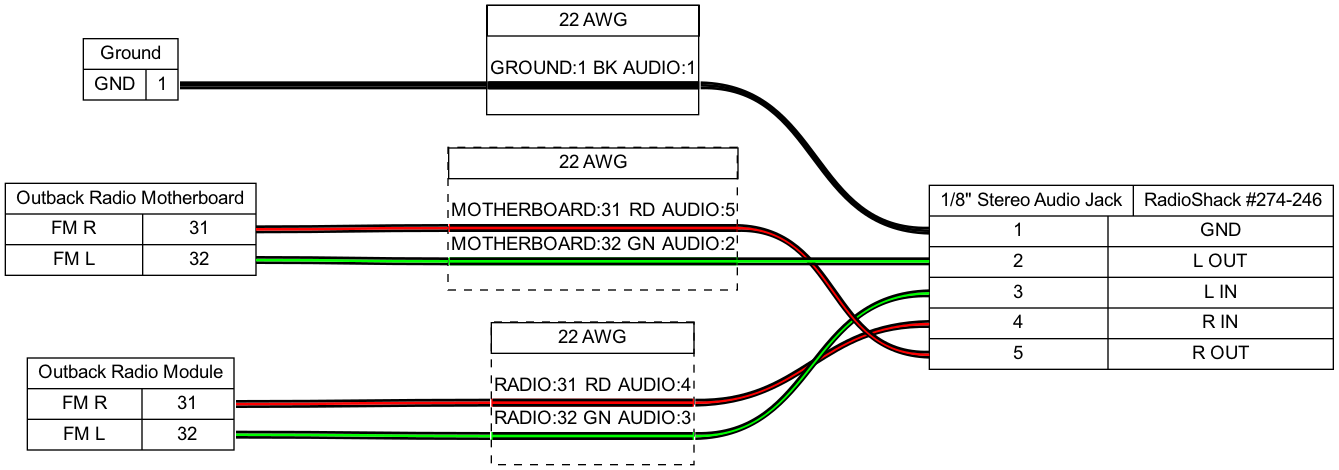 22 AWG
Ground
GROUND:1 BK AUDIO:1
GND 1
22 AWG
Outback Radio Motherboard
1/8" Stereo Audio Jack RadioShack #274-246
MOTHERBOARD:31 RD AUDIO:5
FM R 31
1 GND
MOTHERBOARD:32 GN AUDIO:2
FM L 32
2 L OUT
3 L IN
4 R IN
5 R OUT
22 AWG
Outback Radio Module
RADIO:31 RD AUDIO:4
FM R 31
RADIO:32 GN AUDIO:3
FM L 32